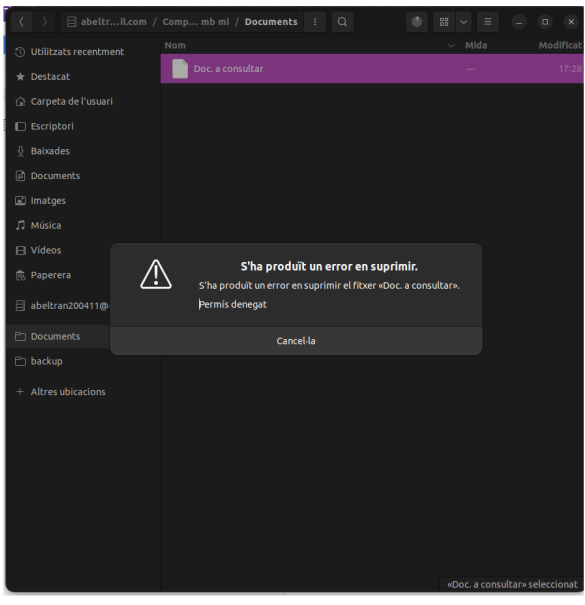 abeltr...il.com / Comp... mb mi / Documents
Nom Mida Modificat
Utilitzats recentment
Doc. a consultar — 17:28
Destacat
Carpeta de l'usuari
Escriptori
Baixades
Documents
Imatges
Música
Vídeos
Paperera
abeltran200411@
Documents
backup
+ Altres ubicacions
S'ha produït un error en suprimir.
S'ha produït un error en suprimir el fitxer «Doc. a consultar».
Permís denegat
Cancel·la
«Doc. a consultar» seleccionat